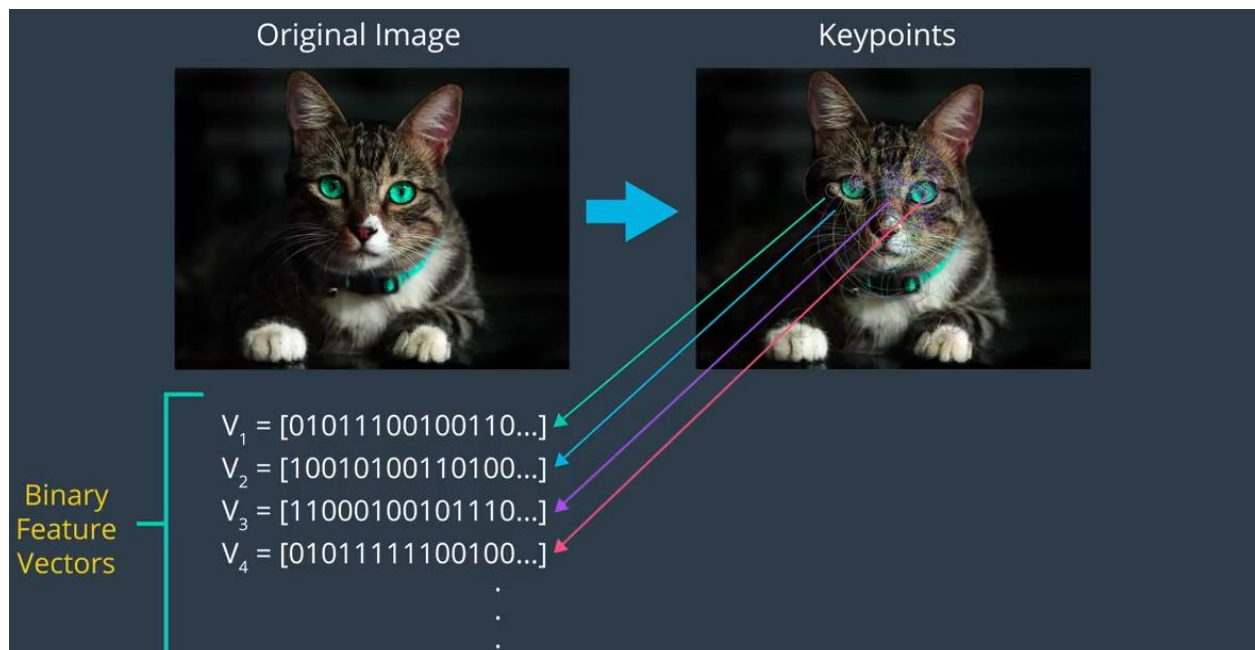 Original Image
Keypoints
V₁ = [01011100100110...]
V₂ = [10010100110100...]
V₃ = [11000100101110...]
V₄ = [01011111100100...]
.
.
.
Binary
Feature
Vectors